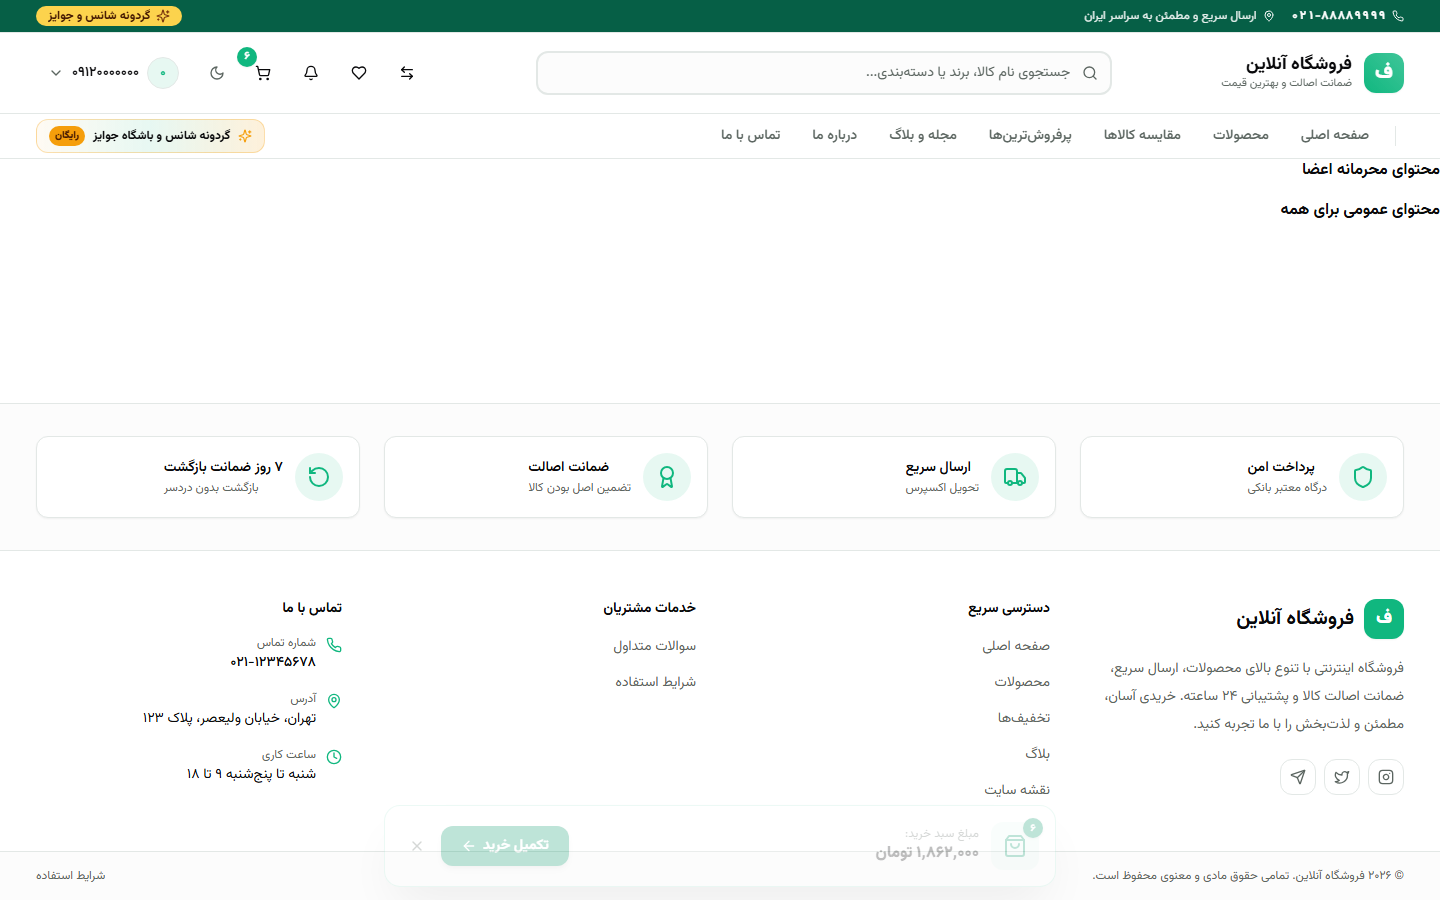 ۰۲۱-۸۸۸۸۹۹۹۹
ارسال سریع و مطمئن به سراسر ایران
گردونه شانس و جوایز
ف
فروشگاه آنلاین
ضمانت اصالت و بهترین قیمت
جستجوی نام کالا، برند یا دسته‌بندی...
۶
۰
۰۹۱۲۰۰۰۰۰۰۰
صفحه اصلی
محصولات
مقایسه کالاها
پرفروش‌ترین‌ها
مجله و بلاگ
درباره ما
تماس با ما
گردونه شانس و باشگاه جوایز
رایگان
محتوای محرمانه اعضا
محتوای عمومی برای همه
پرداخت امن
درگاه معتبر بانکی
ارسال سریع
تحویل اکسپرس
ضمانت اصالت
تضمین اصل بودن کالا
۷ روز ضمانت بازگشت
بازگشت بدون دردسر
ف
فروشگاه آنلاین
فروشگاه اینترنتی با تنوع بالای محصولات، ارسال سریع،
ضمانت اصالت کالا و پشتیبانی ۲۴ ساعته. خریدی آسان،
مطمئن و لذت‌بخش را با ما تجربه کنید.
دسترسی سریع
صفحه اصلی
محصولات
تخفیف‌ها
بلاگ
نقشه سایت
خدمات مشتریان
سوالات متداول
شرایط استفاده
تماس با ما
شماره تماس
۰۲۱-۱۲۳۴۵۶۷۸
آدرس
تهران، خیابان ولیعصر، پلاک ۱۲۳
ساعت کاری
شنبه تا پنج‌شنبه ۹ تا ۱۸
۶
مبلغ سبد خرید:
۱,۸۶۲,۰۰۰ تومان
تکمیل خرید
© ۲۰۲۶ فروشگاه آنلاین. تمامی حقوق مادی و معنوی محفوظ است.
شرایط استفاده